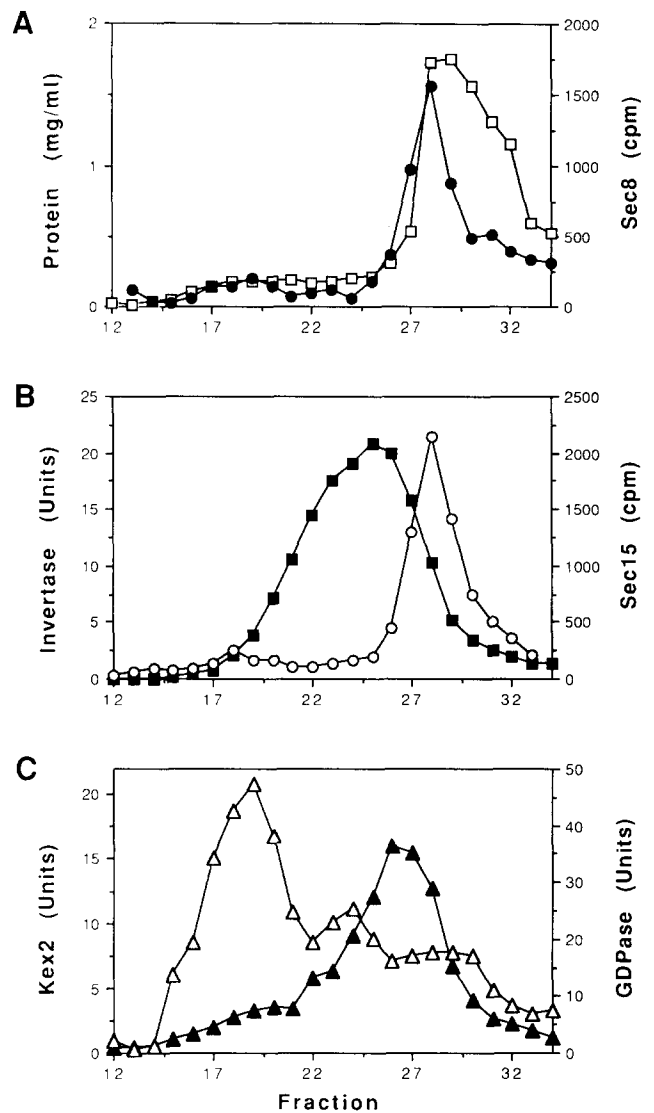 A
Protein (mg/ml)
2
1
0
2000
1500
1000
500
0
Sec8 (cpm)
12 17 22 27 32
B
Invertase (Units)
25
20
15
10
5
0
2500
2000
1500
1000
500
0
Sec15 (cpm)
12 17 22 27 32
C
Kex2 (Units)
20
15
10
5
0
50
40
30
20
10
0
GDPase (Units)
12 17 22 27 32
Fraction